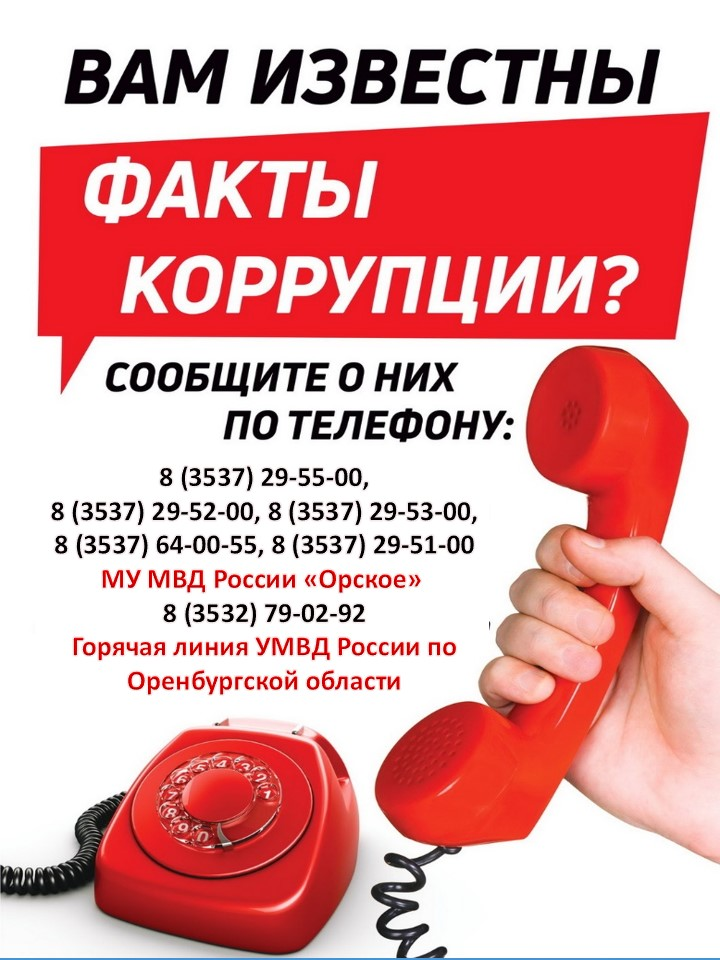 ВАМ ИЗВЕСТНЫ
ФАКТЫ
КОРРУПЦИИ?
СООБЩИТЕ О НИХ
ПО ТЕЛЕФОНУ:
8 (3537) 29-55-00,
8 (3537) 29-52-00, 8 (3537) 29-53-00,
8 (3537) 64-00-55, 8 (3537) 29-51-00
МУ МВД России «Орское»
8 (3532) 79-02-92
Горячая линия УМВД России по
Оренбургской области